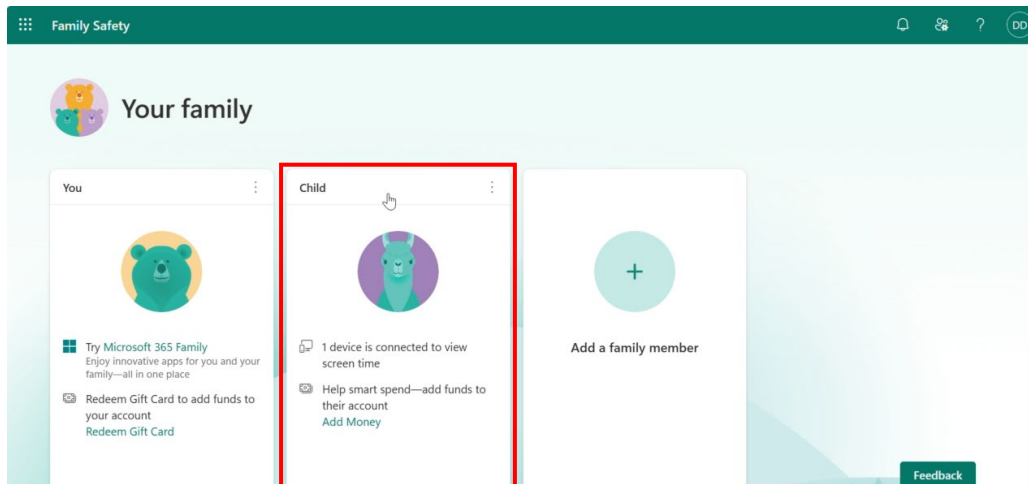 Family Safety
?
DD
Your family
You
Try Microsoft 365 Family
Enjoy innovative apps for you and your
family—all in one place
Redeem Gift Card to add funds to
your account
Redeem Gift Card
Child
1 device is connected to view
screen time
Help smart spend—add funds to
their account
Add Money
+
Add a family member
Feedback